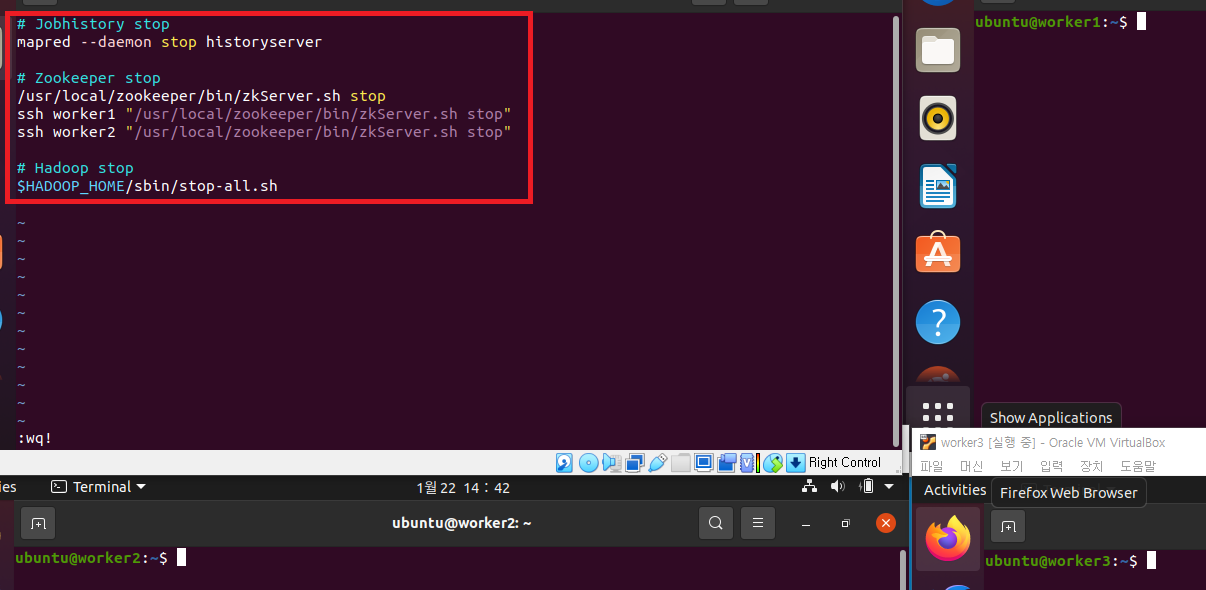 # Jobhistory stop
mapred --daemon stop historyserver
# Zookeeper stop
/usr/local/zookeeper/bin/zkServer.sh stop
ssh worker1 "/usr/local/zookeeper/bin/zkServer.sh stop"
ssh worker2 "/usr/local/zookeeper/bin/zkServer.sh stop"
# Hadoop stop
$HADOOP_HOME/sbin/stop-all.sh
~
~
~
~
~
~
~
~
~
~
~
~
:wq!
Right Control
ubuntu@worker1:~$
Show Applications
worker3 [실행 중] - Oracle VM VirtualBox
파일 머신 보기 입력 장치 도움말
Activities
Firefox Web Browser
ubuntu@worker3:~$
ies
Terminal
1월 22 14 : 42
ubuntu@worker2: ~
ubuntu@worker2:~$